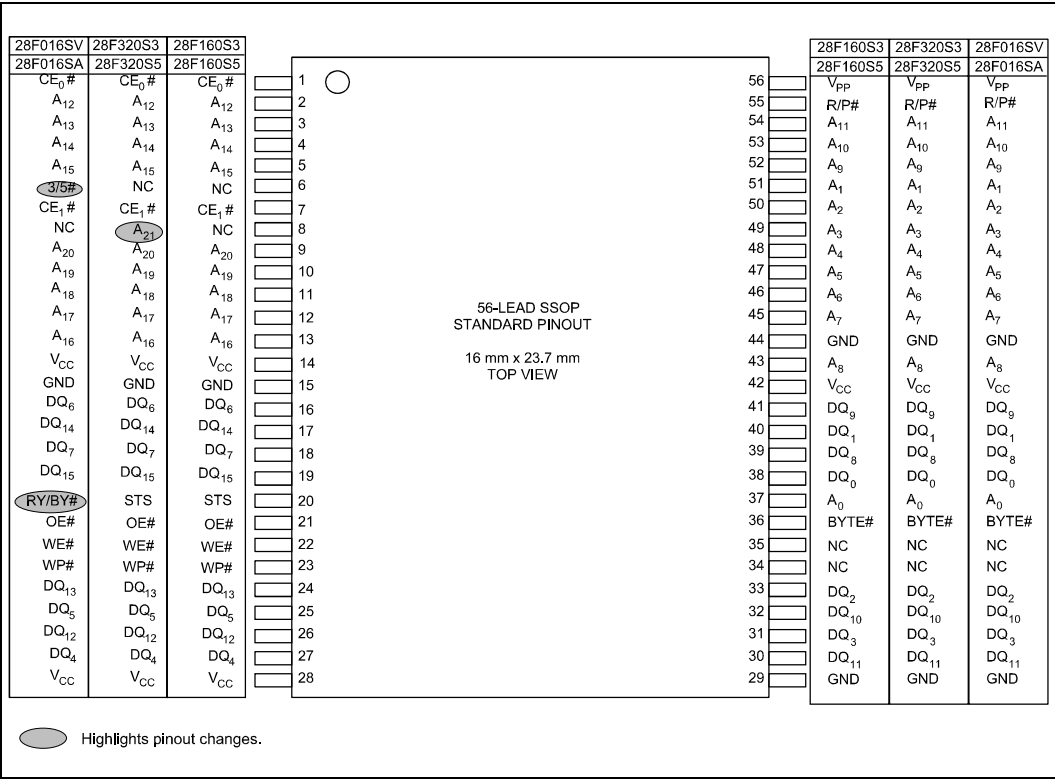 28F016SV 28F320S3 28F160S3
28F016SA 28F320S5 28F160S5
CE0# CE0# CE0# 1
A12 A12 A12 2
A13 A13 A13 3
A14 A14 A14 4
A15 A15 A15 5
3/5# NC NC 6
CE1# CE1# CE1# 7
NC A21 NC 8
A20 A20 A20 9
A19 A19 A19 10
A18 A18 A18 11
A17 A17 A17 12
A16 A16 A16 13
VCC VCC VCC 14
GND GND GND 15
DQ6 DQ6 DQ6 16
DQ14 DQ14 DQ14 17
DQ7 DQ7 DQ7 18
DQ15 DQ15 DQ15 19
RY/BY# STS STS 20
OE# OE# OE# 21
WE# WE# WE# 22
WP# WP# WP# 23
DQ13 DQ13 DQ13 24
DQ5 DQ5 DQ5 25
DQ12 DQ12 DQ12 26
DQ4 DQ4 DQ4 27
VCC VCC VCC 28
56-LEAD SSOP
STANDARD PINOUT
16 mm x 23.7 mm
TOP VIEW
28F160S3 28F320S3 28F016SV
28F160S5 28F320S5 28F016SA
56 VPP VPP VPP
55 R/P# R/P# R/P#
54 A11 A11 A11
53 A10 A10 A10
52 A9 A9 A9
51 A1 A1 A1
50 A2 A2 A2
49 A3 A3 A3
48 A4 A4 A4
47 A5 A5 A5
46 A6 A6 A6
45 A7 A7 A7
44 GND GND GND
43 A8 A8 A8
42 VCC VCC VCC
41 DQ9 DQ9 DQ9
40 DQ1 DQ1 DQ1
39 DQ8 DQ8 DQ8
38 DQ0 DQ0 DQ0
37 A0 A0 A0
36 BYTE# BYTE# BYTE#
35 NC NC NC
34 NC NC NC
33 DQ2 DQ2 DQ2
32 DQ10 DQ10 DQ10
31 DQ3 DQ3 DQ3
30 DQ11 DQ11 DQ11
29 GND GND GND
Highlights pinout changes.